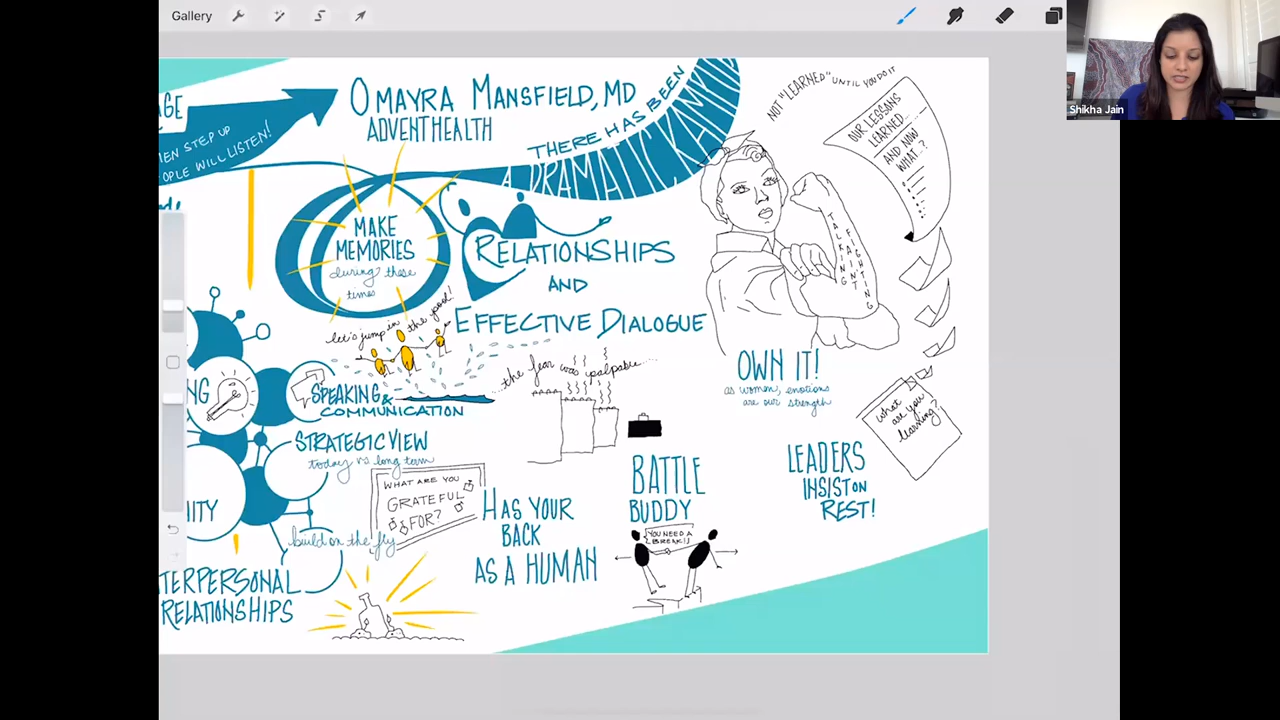 Gallery
Shikha Jain
AGE
EN STEP UP
OPLE WILL LISTEN!
OMAYRA MANSFIELD, MD
ADVENTHEALTH
THERE HAS BEEN
A DRAMATIC
NOT "LEARNED" UNTIL YOU DO IT
OUR LESSONS
LEARNED...
AND NOW
WHAT..?
MAKE
MEMORIES
during these
times
RELATIONSHIPS
AND
EFFECTIVE DIALOGUE
TALKING
FAINT
FIGHTING
let's jump in the pool!
the fear was palpable...
OWN IT!
as women, emotions
are our strength
NG
SPEAKING &
COMMUNICATION
STRATEGIC VIEW
today vs long term
what
are you
learning?
WHAT ARE YOU
GRATEFUL
FOR?
HAS YOUR
BACK
AS A HUMAN
BATTLE
BUDDY
YOU NEED A
BREAK!
LEADERS
INSIST ON
REST!
ITY
build on the fly
TERPERSONAL
RELATIONSHIPS